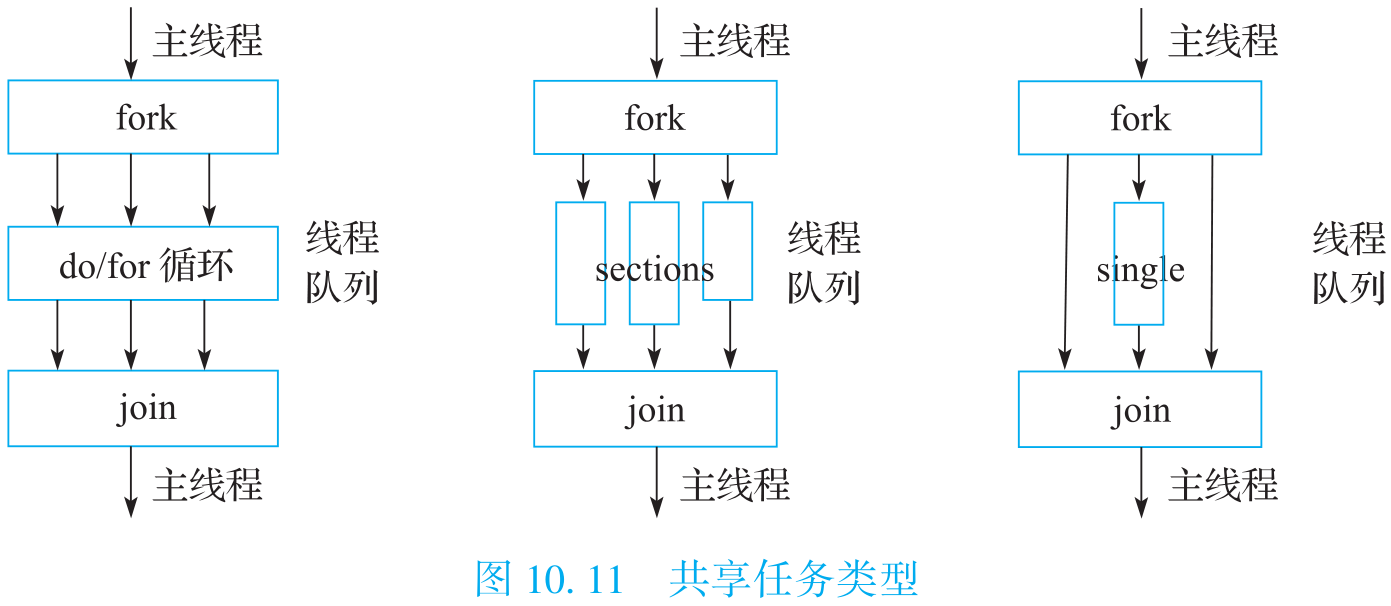 主线程
fork
do/for 循环
线程
队列
join
主线程
主线程
fork
sections
线程
队列
join
主线程
主线程
fork
single
线程
队列
join
主线程
图 10. 11　共享任务类型